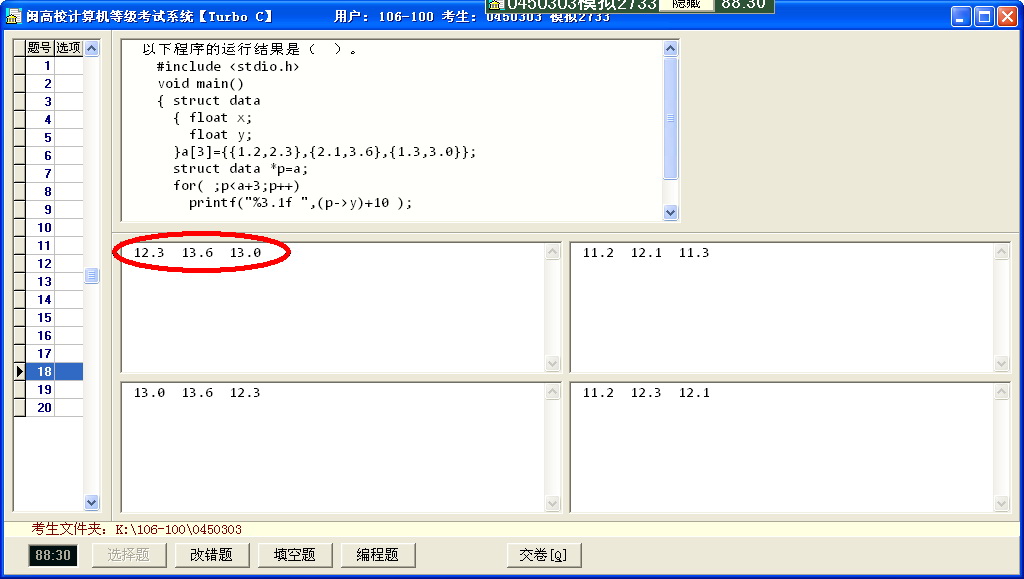 0450303模拟2733 隐藏 88:30
闽高校计算机等级考试系统【Turbo C】 用户: 106-100 考生: 0450303 模拟2733
题号 选项
1
2
3
4
5
6
7
8
9
10
11
12
13
14
15
16
17
18
19
20
以下程序的运行结果是（ ）。
#include <stdio.h>
void main()
{ struct data
{ float x;
float y;
}a[3]={{1.2,2.3},{2.1,3.6},{1.3,3.0}};
struct data *p=a;
for( ;p<a+3;p++)
printf("%3.1f ",(p->y)+10 );
12.3 13.6 13.0
11.2 12.1 11.3
13.0 13.6 12.3
11.2 12.3 12.1
考生文件夹: K:\106-100\0450303
88:30 选择题 改错题 填空题 编程题 交卷[Q]